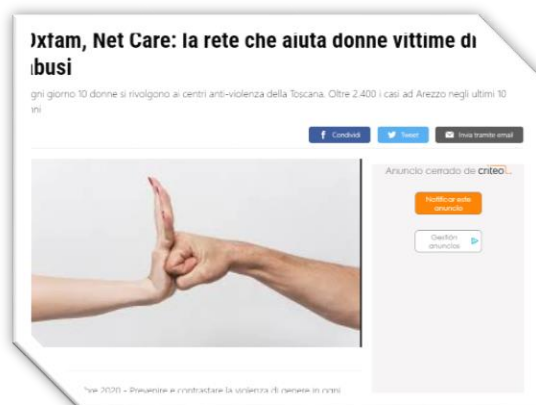 Oxfam, Net Care: la rete che aiuta donne vittime di
abusi
gni giorno 10 donne si rivolgono ai centri anti-violenza della Toscana. Oltre 2.400 i casi ad Arezzo negli ultimi 10
nni
Condividi
Tweet
Invia tramite email
Anuncio cerrado de criteo
Notificar este
anuncio
Gestión
anuncios
bre 2020 - Prevenire e contrastare la violenza di genere in ogni